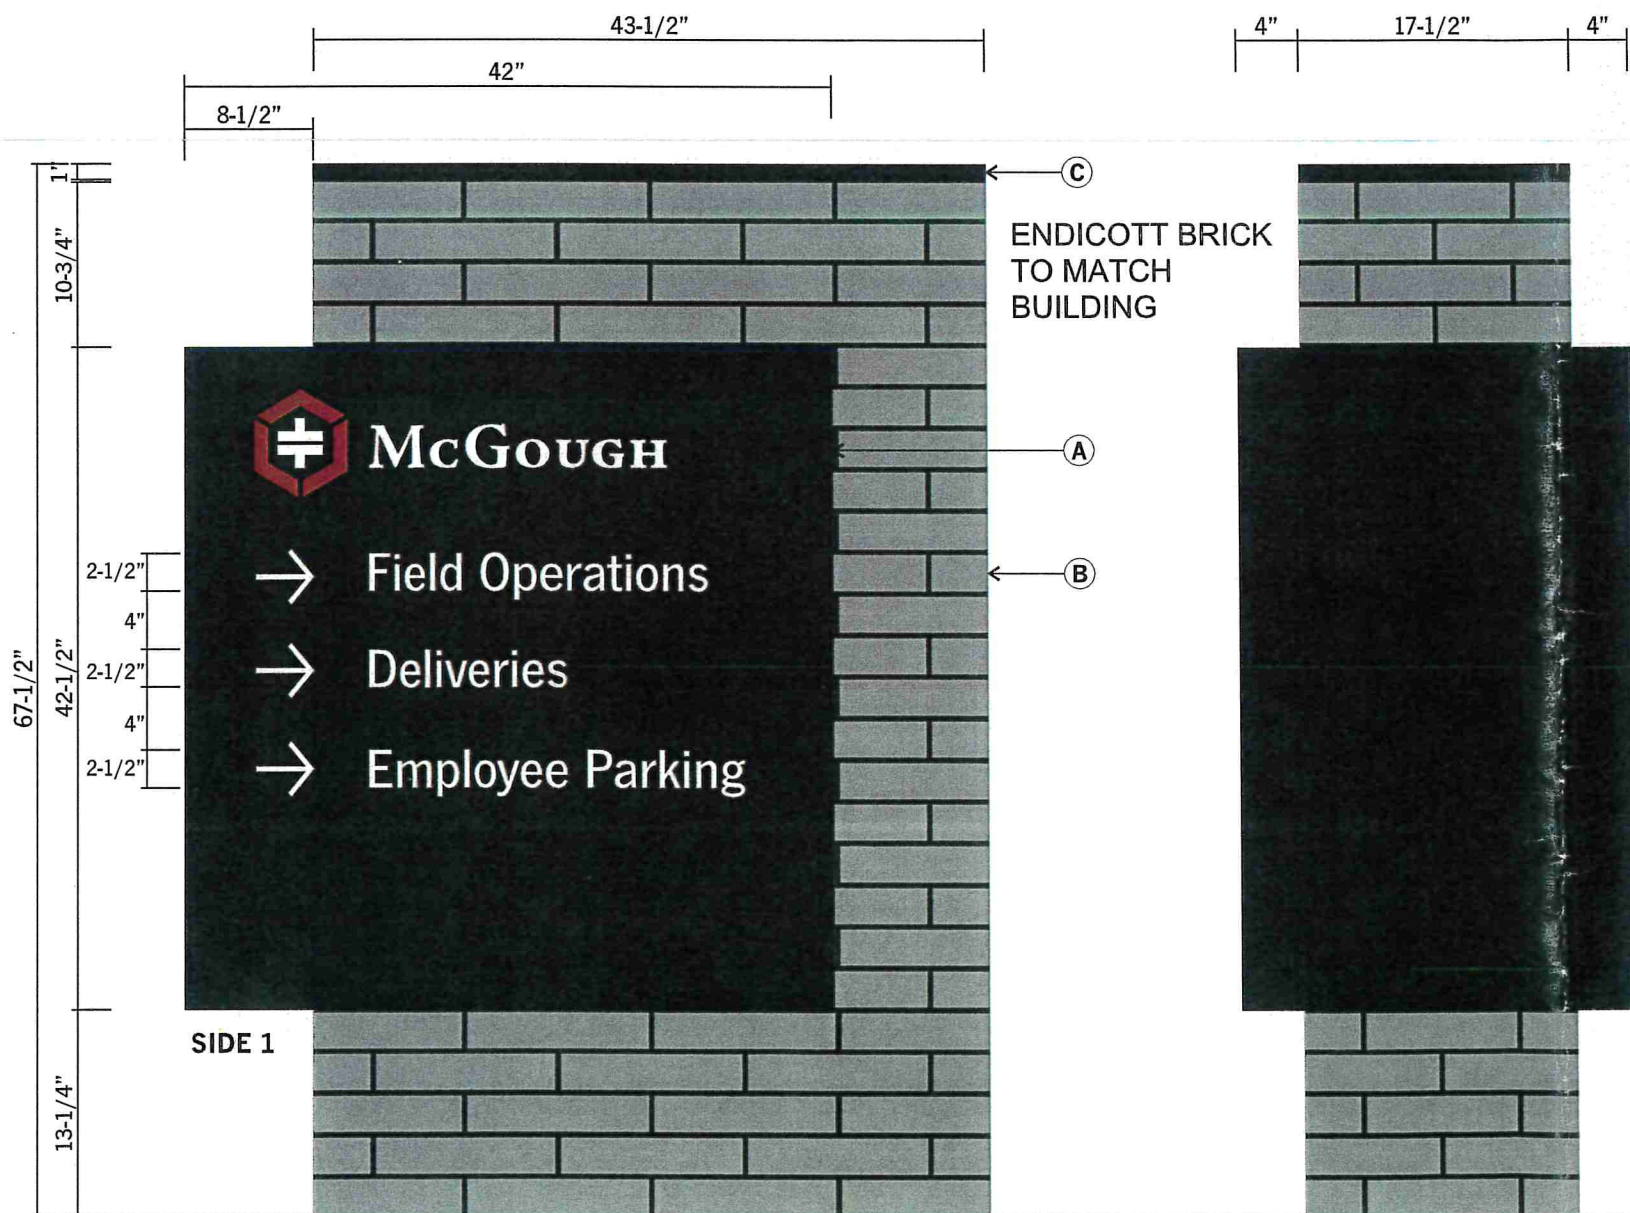 43-1/2"
4"
17-1/2"
4"
42"
8-1/2"
1"
C
10-3/4"
ENDICOTT BRICK
TO MATCH
BUILDING
McGough
A
Field Operations
2-1/2"
B
4"
Deliveries
2-1/2"
67-1/2"
42-1/2"
4"
Employee Parking
2-1/2"
SIDE 1
13-1/4"